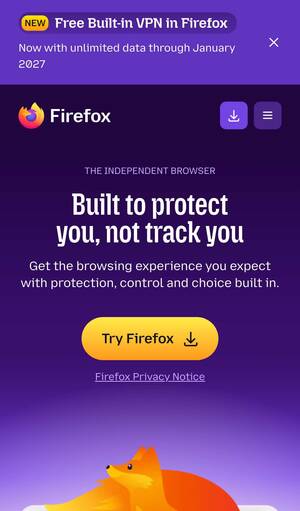 NEW Free Built-in VPN in Firefox
Now with unlimited data through January
2027
Firefox
THE INDEPENDENT BROWSER
Built to protect
you, not track you
Get the browsing experience you expect
with protection, control and choice built in.
Try Firefox
Firefox Privacy Notice